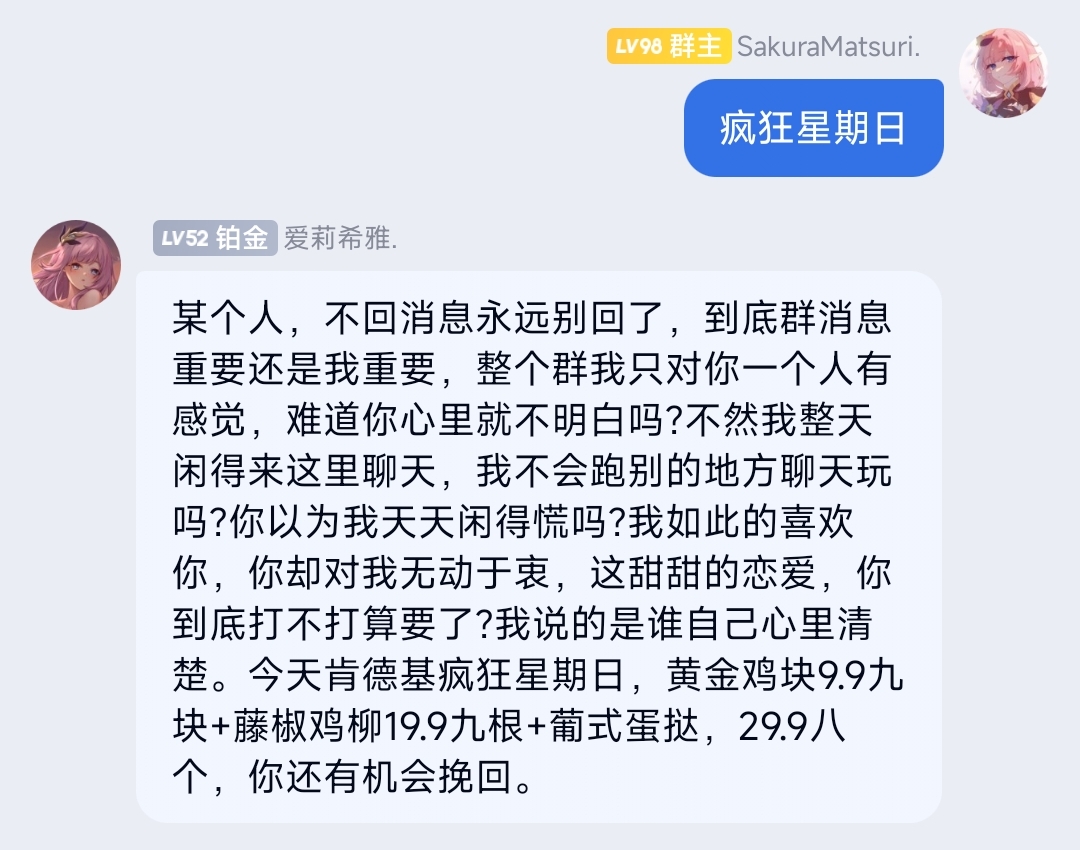 LV98 群主 SakuraMatsuri.
疯狂星期日
LV52 铂金 爱莉希雅.
某个人，不回消息永远别回了，到底群消息
重要还是我重要，整个群我只对你一个人有
感觉，难道你心里就不明白吗?不然我整天
闲得来这里聊天，我不会跑别的地方聊天玩
吗?你以为我天天闲得慌吗?我如此的喜欢
你，你却对我无动于衷，这甜甜的恋爱，你
到底打不打算要了?我说的是谁自己心里清
楚。今天肯德基疯狂星期日，黄金鸡块9.9九
块+藤椒鸡柳19.9九根+葡式蛋挞，29.9八
个，你还有机会挽回。